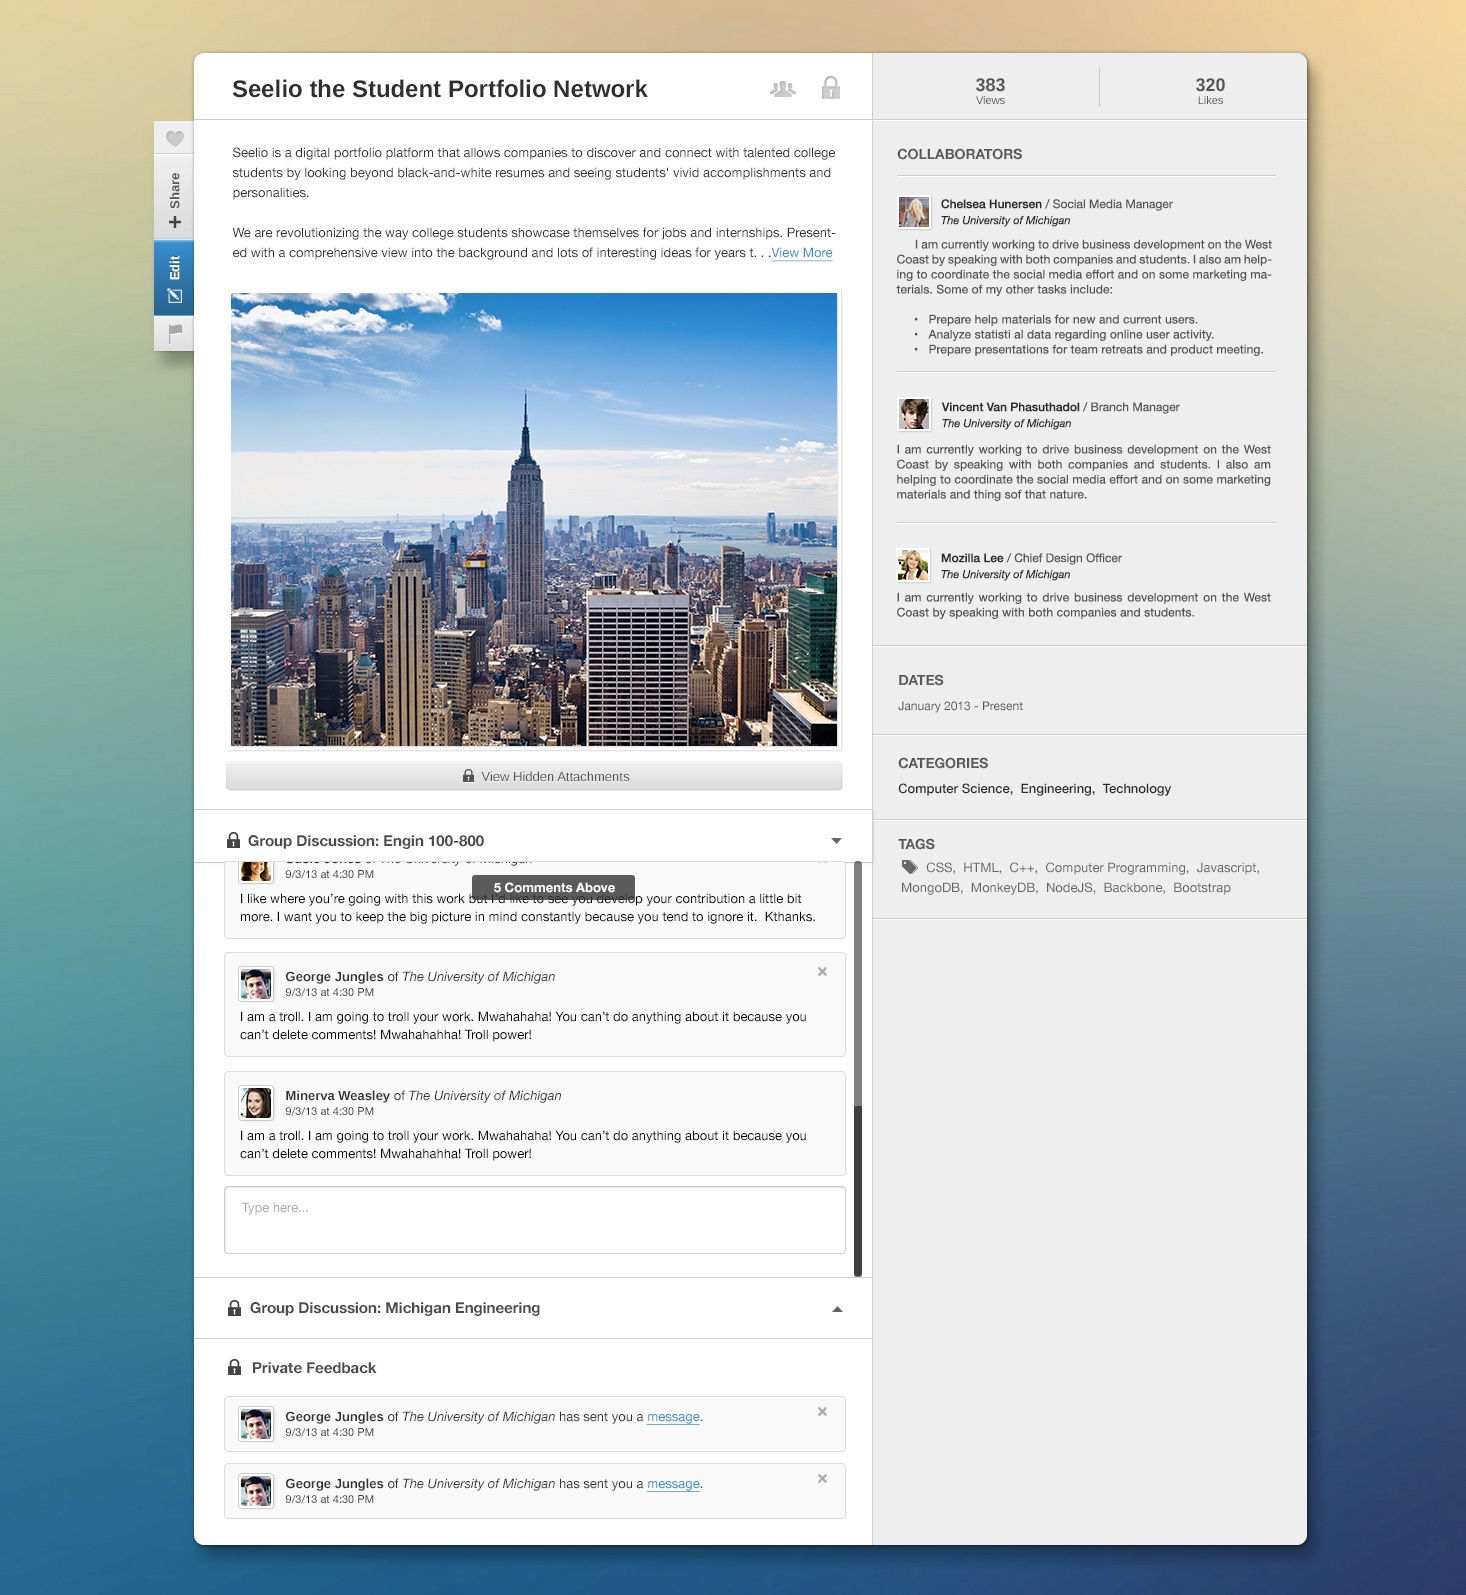 Seelio the Student Portfolio Network
383
Views
320
Likes
Share
Edit
Seelio is a digital portfolio platform that allows companies to discover and connect with talented college
students by looking beyond black-and-white resumes and seeing students' vivid accomplishments and
personalities.
We are revolutionizing the way college students showcase themselves for jobs and internships. Present-
ed with a comprehensive view into the background and lots of interesting ideas for years t. . .View More
View Hidden Attachments
Group Discussion: Engin 100-800
Susie Jones of The University of Michigan
9/3/13 at 4:30 PM
5 Comments Above
I like where you're going with this work but I'd like to see you develop your contribution a little bit
more. I want you to keep the big picture in mind constantly because you tend to ignore it.  Kthanks.
George Jungles of The University of Michigan
9/3/13 at 4:30 PM
I am a troll. I am going to troll your work. Mwahahaha! You can't do anything about it because you
can't delete comments! Mwahahahha! Troll power!
Minerva Weasley of The University of Michigan
9/3/13 at 4:30 PM
I am a troll. I am going to troll your work. Mwahahaha! You can't do anything about it because you
can't delete comments! Mwahahahha! Troll power!
Type here...
Group Discussion: Michigan Engineering
Private Feedback
George Jungles of The University of Michigan has sent you a message.
9/3/13 at 4:30 PM
George Jungles of The University of Michigan has sent you a message.
9/3/13 at 4:30 PM
COLLABORATORS
Chelsea Hunersen / Social Media Manager
The University of Michigan
I am currently working to drive business development on the West
Coast by speaking with both companies and students. I also am help-
ing to coordinate the social media effort and on some marketing ma-
terials. Some of my other tasks include:
• Prepare help materials for new and current users.
• Analyze statisti al data regarding online user activity.
• Prepare presentations for team retreats and product meeting.
Vincent Van Phasuthadol / Branch Manager
The University of Michigan
I am currently working to drive business development on the West
Coast by speaking with both companies and students. I also am
helping to coordinate the social media effort and on some marketing
materials and thing sof that nature.
Mozilla Lee / Chief Design Officer
The University of Michigan
I am currently working to drive business development on the West
Coast by speaking with both companies and students.
DATES
January 2013 - Present
CATEGORIES
Computer Science,  Engineering,  Technology
TAGS
CSS,  HTML,  C++,  Computer Programming,  Javascript,
MongoDB,  MonkeyDB,  NodeJS,  Backbone,  Bootstrap